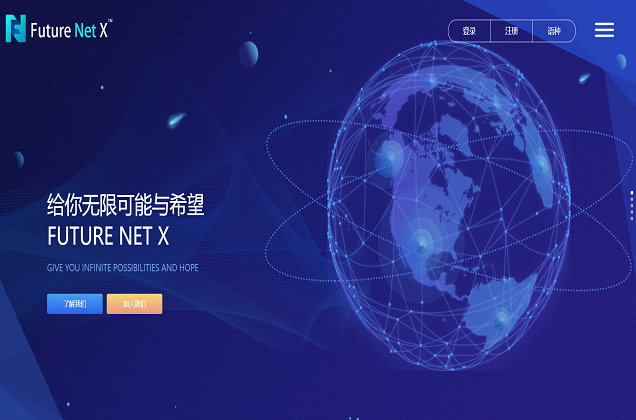 Future Net X™
登录 注册 语种
给你无限可能与希望
FUTURE NET X
GIVE YOU INFINITE POSSIBILITIES AND HOPE
了解我们 加入我们